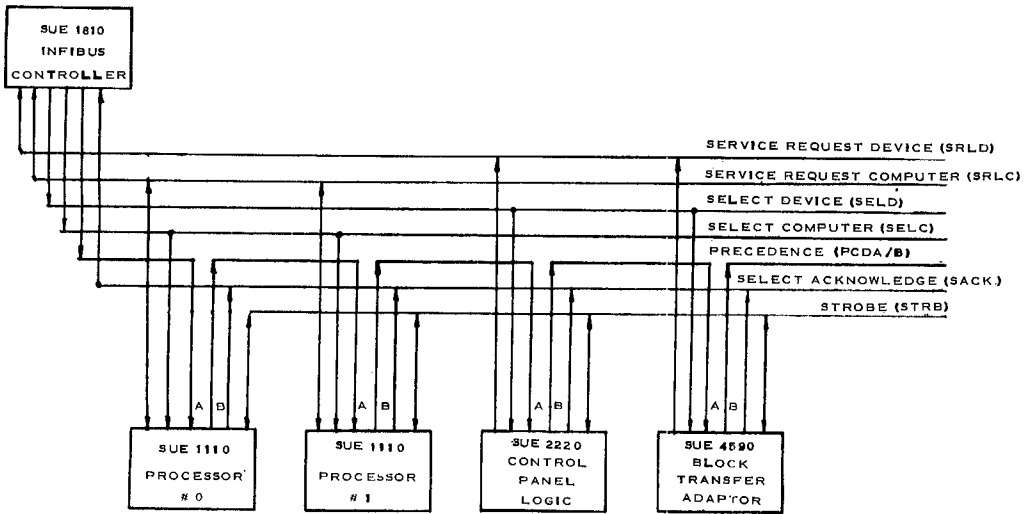 SUE 1810
INFIBUS
CONTROLLER
SERVICE REQUEST DEVICE (SRLD)
SERVICE REQUEST COMPUTER (SRLC)
SELECT DEVICE (SELD)
SELECT COMPUTER (SELC)
PRECEDENCE (PCDA/B)
SELECT ACKNOWLEDGE (SACK)
STROBE (STRB)
A B A B A B A B
SUE 1110
PROCESSOR
# 0
SUE 1110
PROCESSOR
# 1
SUE 2220
CONTROL
PANEL
LOGIC
SUE 4590
BLOCK
TRANSFER
ADAPTOR